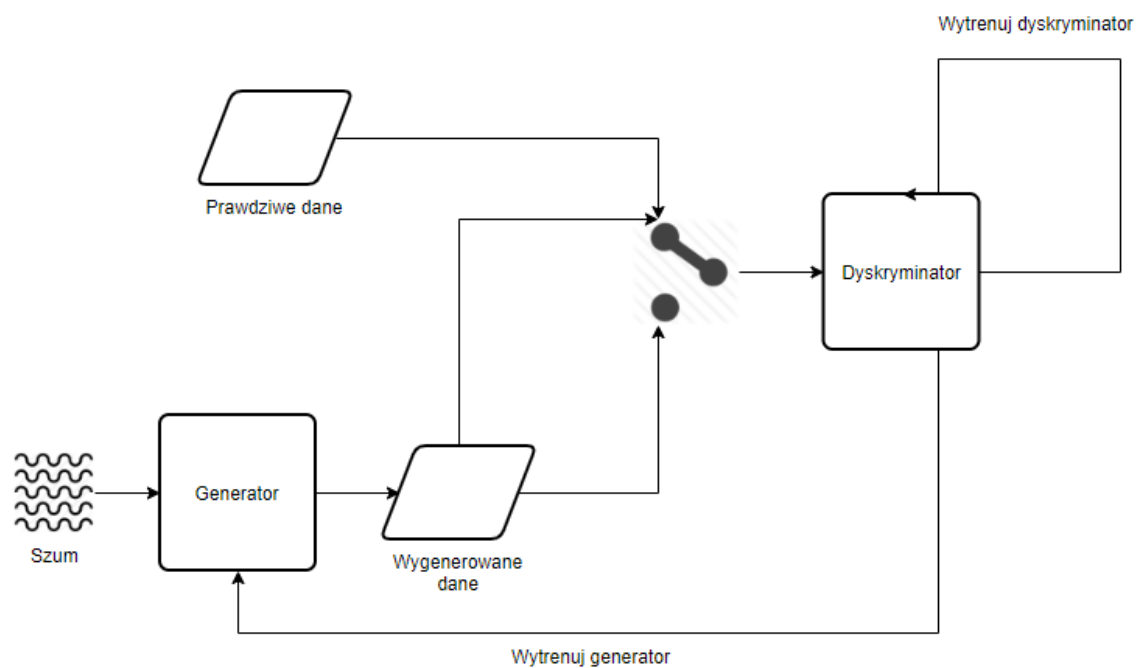 Wytrenuj dyskryminator
Prawdziwe dane
Dyskryminator
Generator
Szum
Wygenerowane
dane
Wytrenuj generator